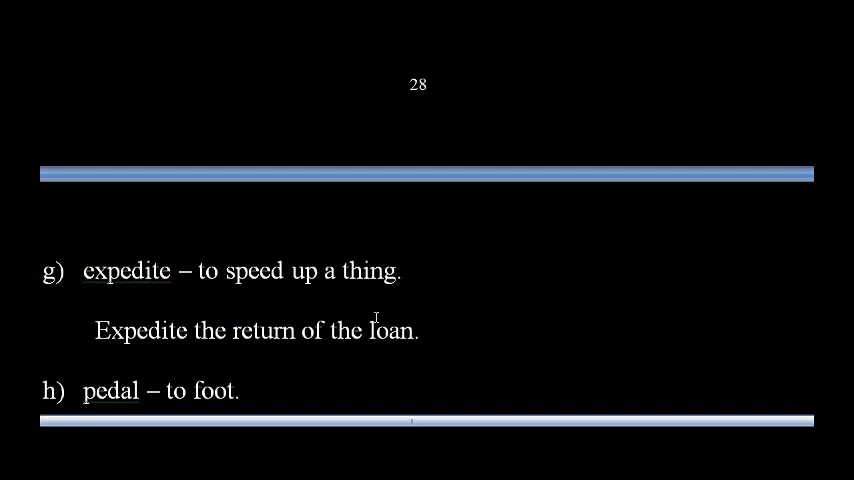 28
g) expedite – to speed up a thing.
Expedite the return of the loan.
h) pedal – to foot.